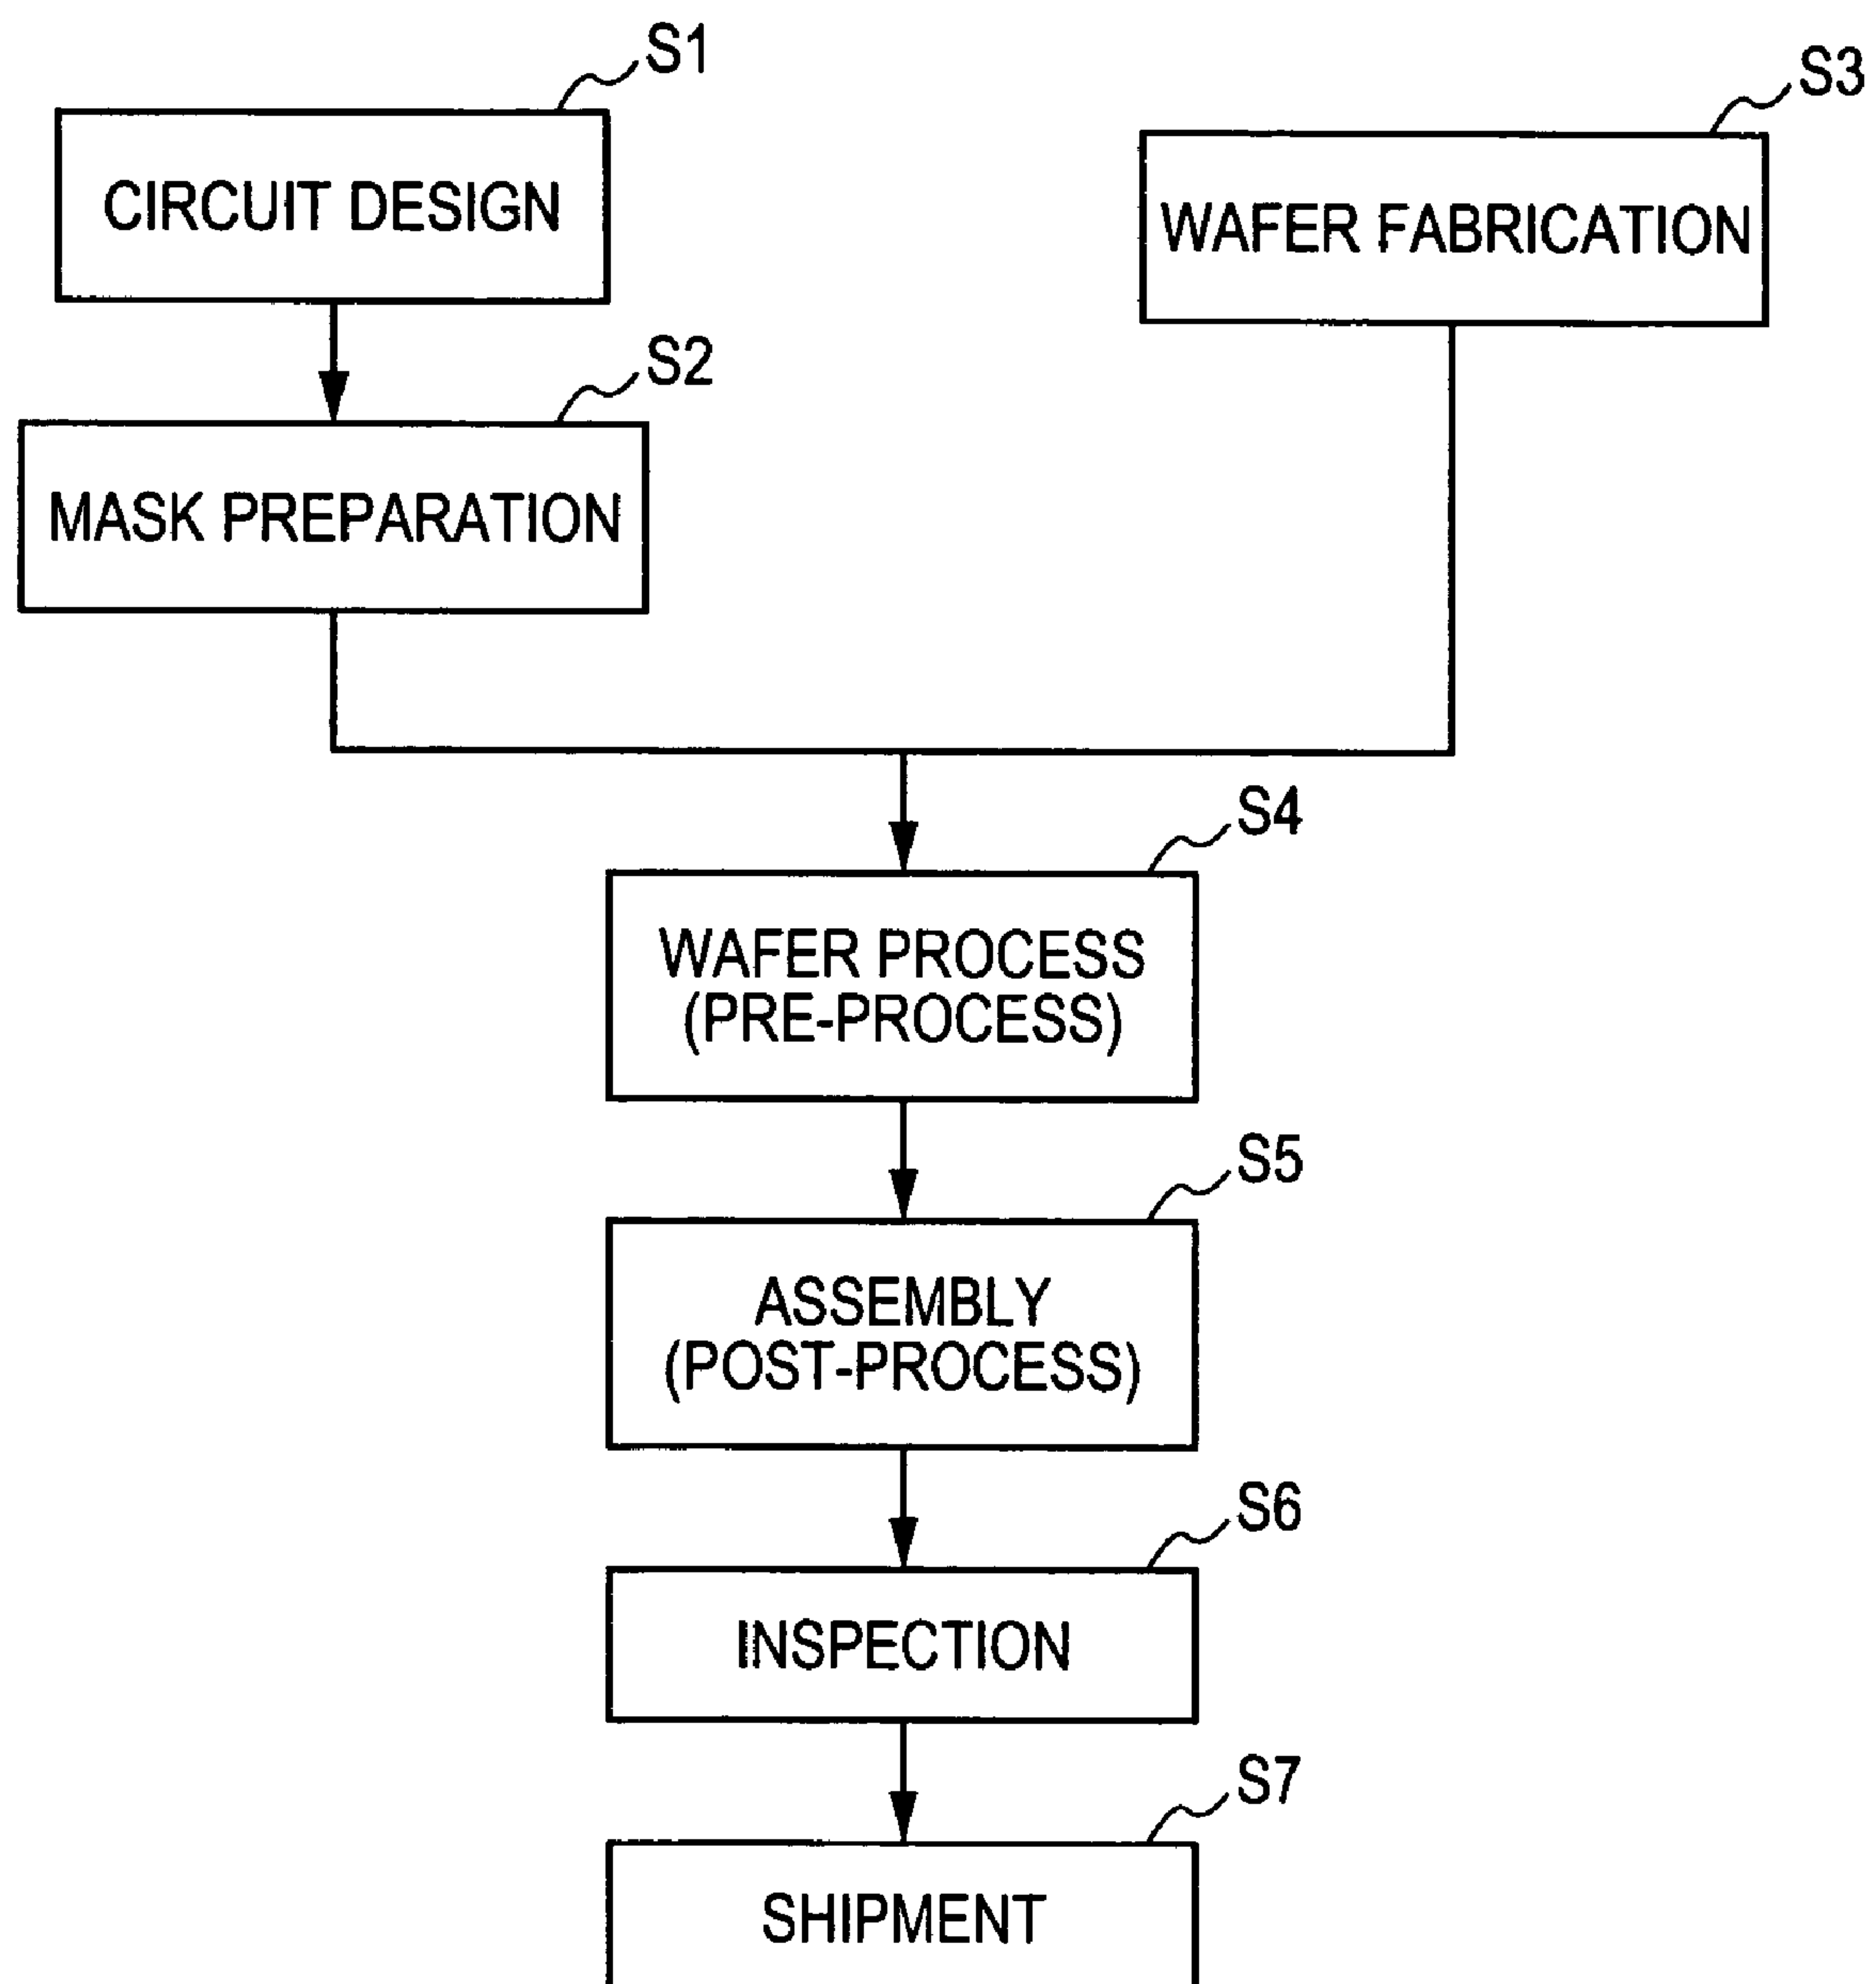 S1
CIRCUIT DESIGN
S3
WAFER FABRICATION
S2
MASK PREPARATION
S4
WAFER PROCESS
(PRE-PROCESS)
S5
ASSEMBLY
(POST-PROCESS)
S6
INSPECTION
S7
SHIPMENT